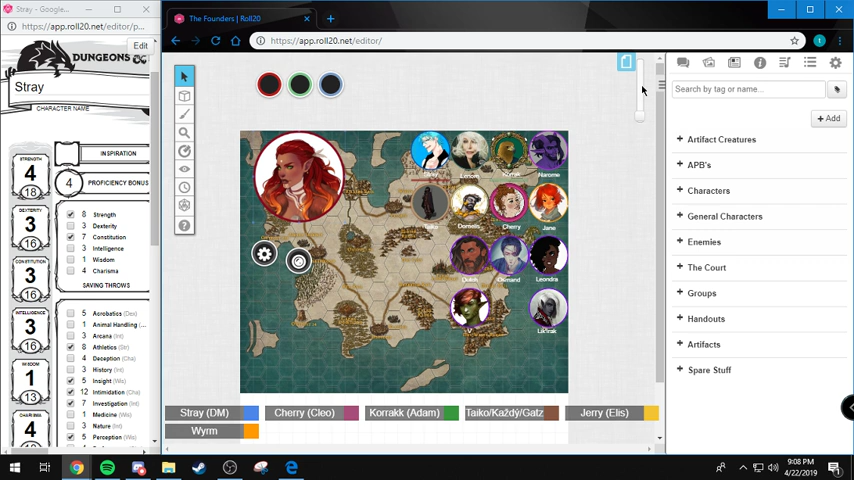 Stray - Google...
https://app.roll20.net/editor/p...
Edit
DUNGEONS
Stray
CHARACTER NAME
INSPIRATION
4 PROFICIENCY BONUS
STRENGTH
4
18
DEXTERITY
3
16
CONSTITUTION
3
16
INTELLIGENCE
3
16
WISDOM
1
13
CHARISMA
4
8 Strength
3 Dexterity
7 Constitution
3 Intelligence
1 Wisdom
4 Charisma
SAVING THROWS
5 Acrobatics (Dex)
1 Animal Handling (...
3 Arcana (Int)
8 Athletics (Str)
4 Deception (Cha)
3 History (Int)
5 Insight (Wis)
12 Intimidation (Cha)
7 Investigation (Int)
1 Medicine (Wis)
3 Nature (Int)
5 Perception (Wis)
The Founders | Roll20
https://app.roll20.net/editor/
t
Stray
Lenore
Korrak
Narome
Taiko
Dornelis
Cherry
Jane
Leondra
Stray (DM)
Cherry (Cleo)
Korrakk (Adam)
Taiko/Každý/Gatz
Jerry (Elis)
Wyrm
Search by tag or name...
+ Add
+ Artifact Creatures
+ APB's
+ Characters
+ General Characters
+ Enemies
+ The Court
+ Groups
+ Handouts
+ Artifacts
+ Spare Stuff
9:08 PM
4/22/2019